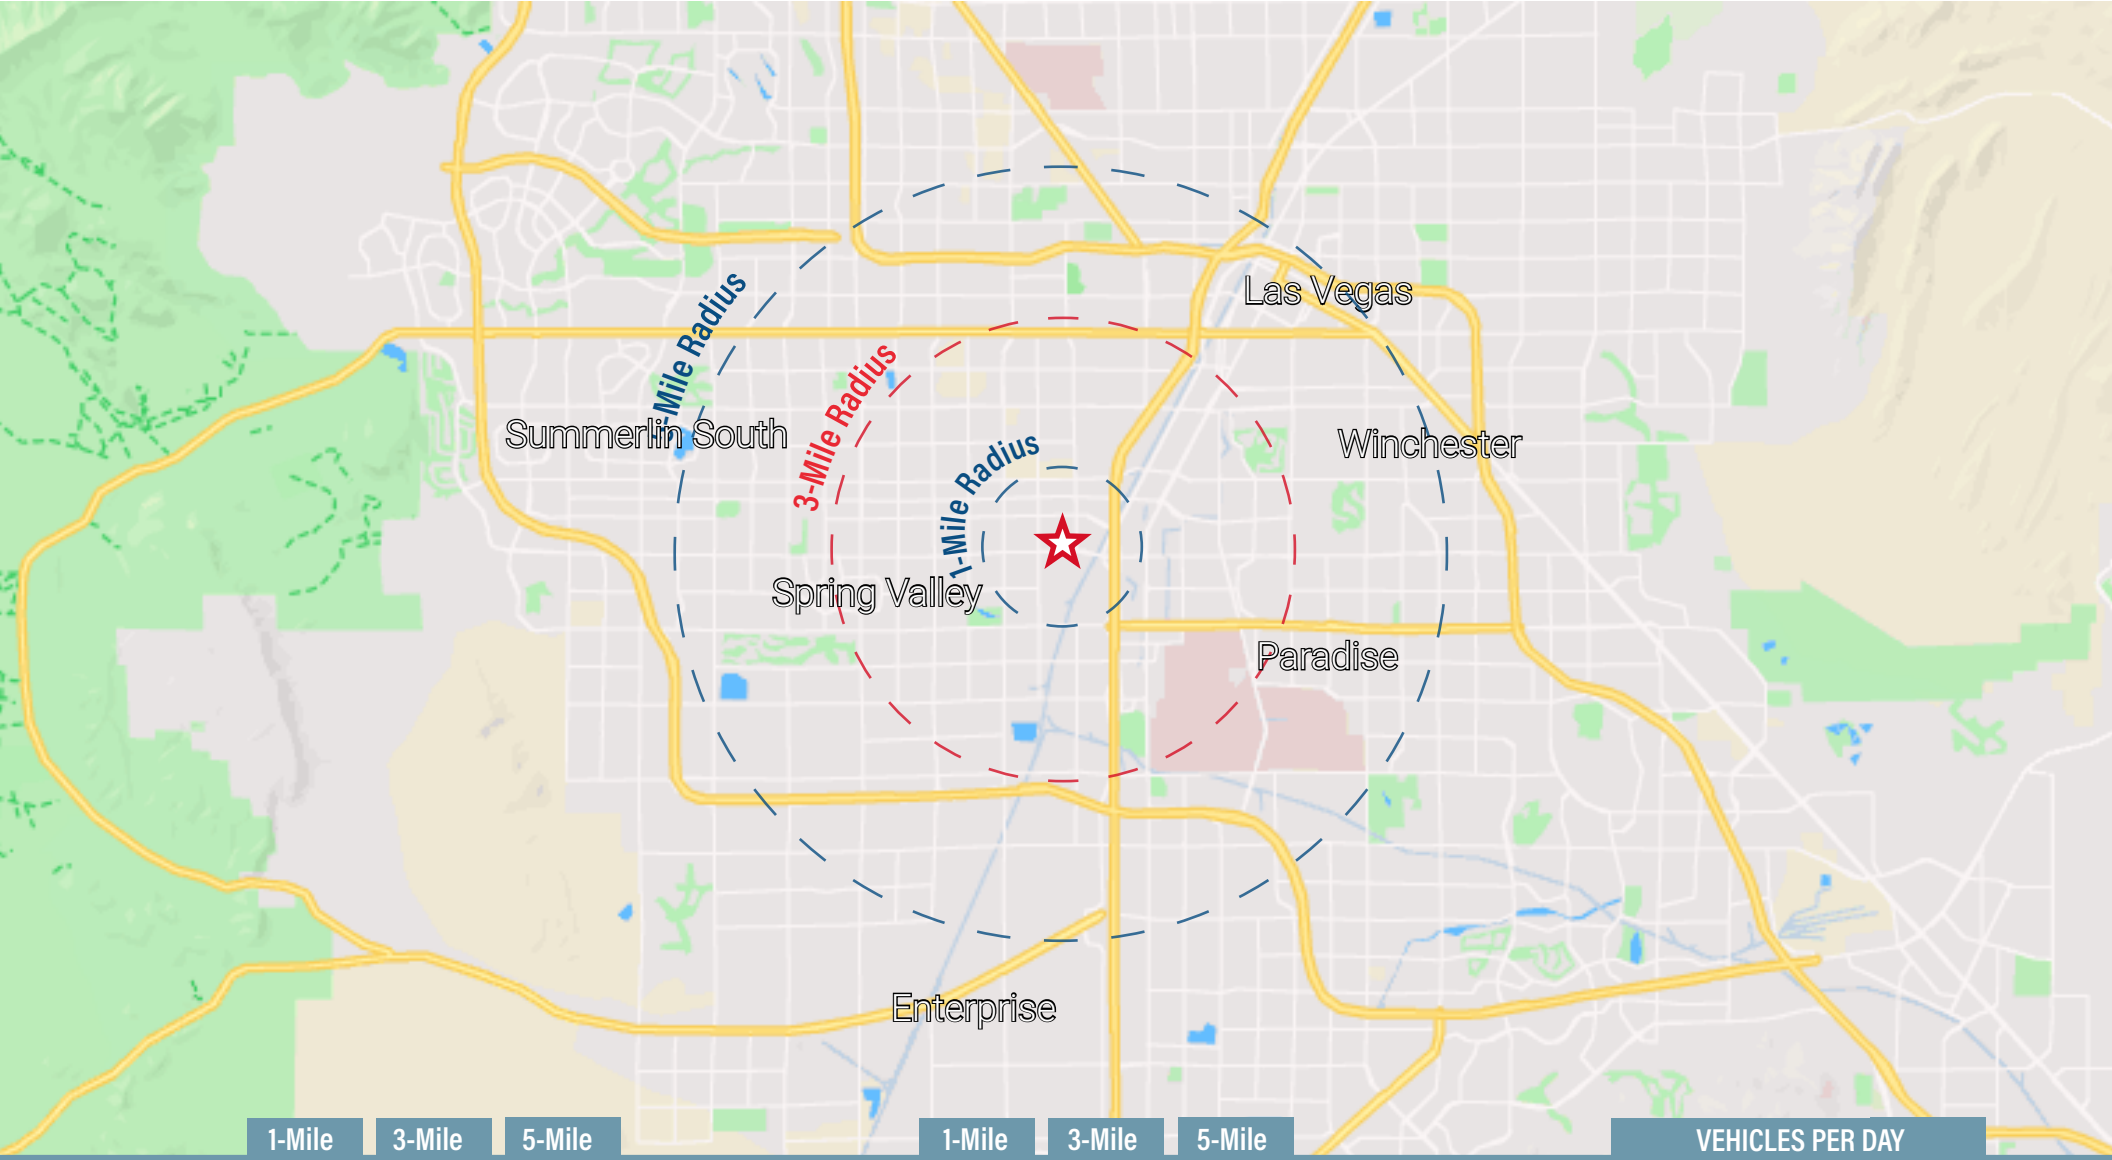 Las Vegas
-Mile Radius
3-Mile Radius
Summerlin South
Winchester
1-Mile Radius
Spring Valley
Paradise
Enterprise
1-Mile
3-Mile
5-Mile
1-Mile
3-Mile
5-Mile
VEHICLES PER DAY